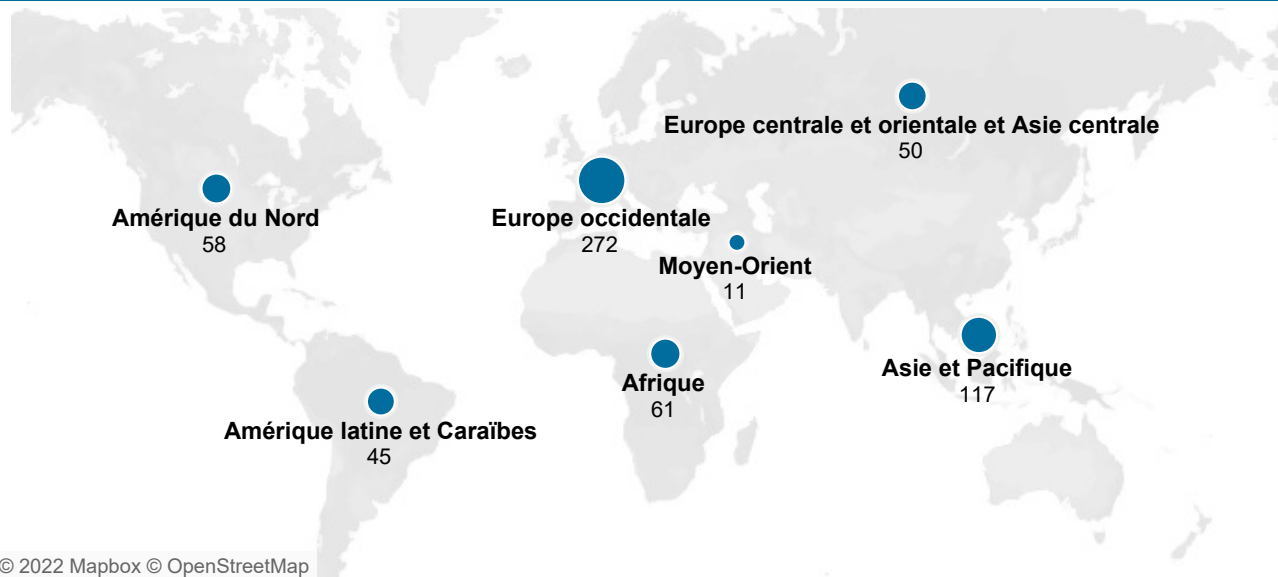 Europe centrale et orientale et Asie centrale
50
Amérique du Nord
58
Europe occidentale
272
Moyen-Orient
11
Asie et Pacifique
117
Afrique
61
Amérique latine et Caraïbes
45
© 2022 Mapbox © OpenStreetMap